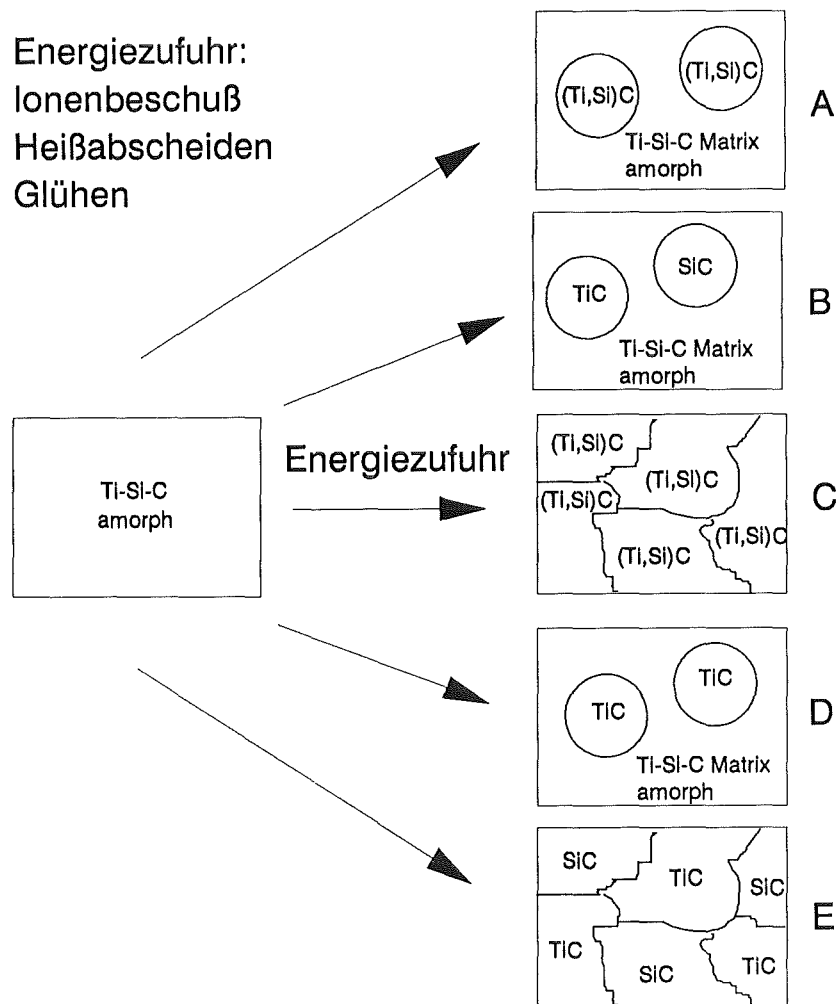 Energiezufuhr:
Ionenbeschuß
Heißabscheiden
Glühen
(Ti,Si)C
(Ti,Si)C
Ti-Si-C Matrix
amorph
A
TiC
SiC
Ti-Si-C Matrix
amorph
B
Ti-Si-C
amorph
Energiezufuhr
(Ti,Si)C
(Ti,Si)C
(Ti,Si)C
(Ti,Si)C
(Ti,Si)C
C
TiC
TiC
Ti-Si-C Matrix
amorph
D
SiC
TiC
SiC
TiC
SiC
TiC
E